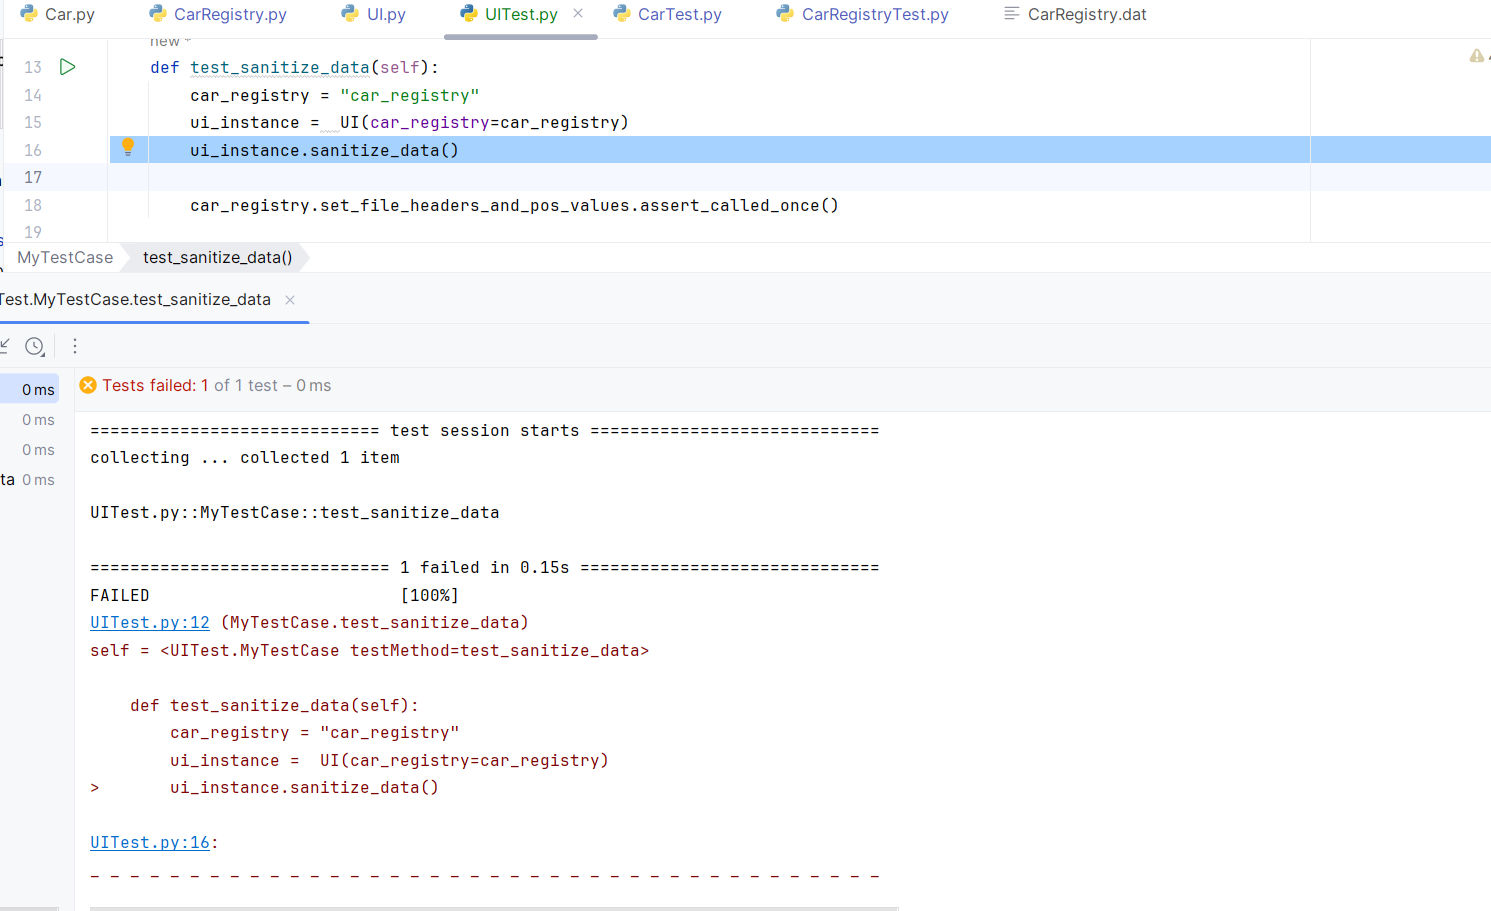 Car.py CarRegistry.py UI.py UITest.py × CarTest.py CarRegistryTest.py CarRegistry.dat
new *
13 def test_sanitize_data(self):
14 car_registry = "car_registry"
15 ui_instance =  UI(car_registry=car_registry)
16 ui_instance.sanitize_data()
17
18 car_registry.set_file_headers_and_pos_values.assert_called_once()
19
MyTestCase test_sanitize_data()
Test.MyTestCase.test_sanitize_data ×
0 ms Tests failed: 1 of 1 test – 0 ms
0 ms
0 ms
ta 0 ms
============================= test session starts =============================
collecting ... collected 1 item
UITest.py::MyTestCase::test_sanitize_data
============================== 1 failed in 0.15s ==============================
FAILED [100%]
UITest.py:12 (MyTestCase.test_sanitize_data)
self = <UITest.MyTestCase testMethod=test_sanitize_data>
def test_sanitize_data(self):
car_registry = "car_registry"
ui_instance =  UI(car_registry=car_registry)
> ui_instance.sanitize_data()
UITest.py:16:
_ _ _ _ _ _ _ _ _ _ _ _ _ _ _ _ _ _ _ _ _ _ _ _ _ _ _ _ _ _ _ _ _ _ _ _ _ _ _ _